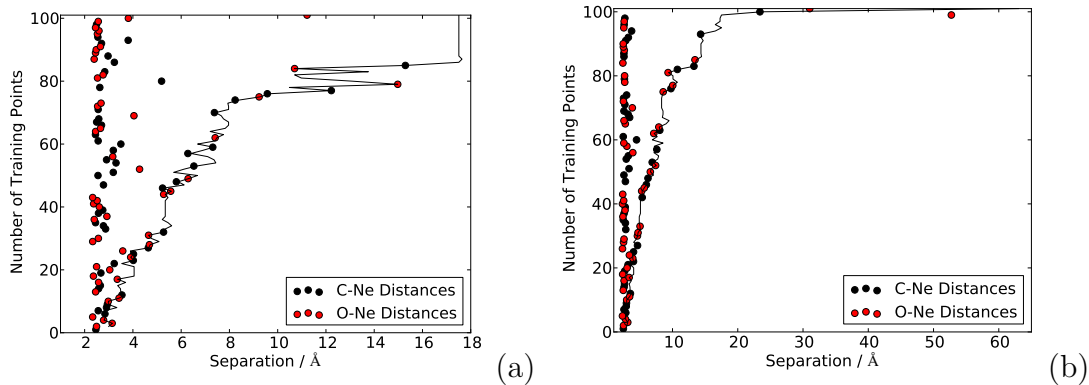 Number of Training Points
100
80
60
40
20
0
2
4
6
8
10
12
14
16
18
Separation / Å
C-Ne Distances
O-Ne Distances
(a)
Number of Training Points
100
80
60
40
20
0
10
20
30
40
50
60
Separation / Å
C-Ne Distances
O-Ne Distances
(b)